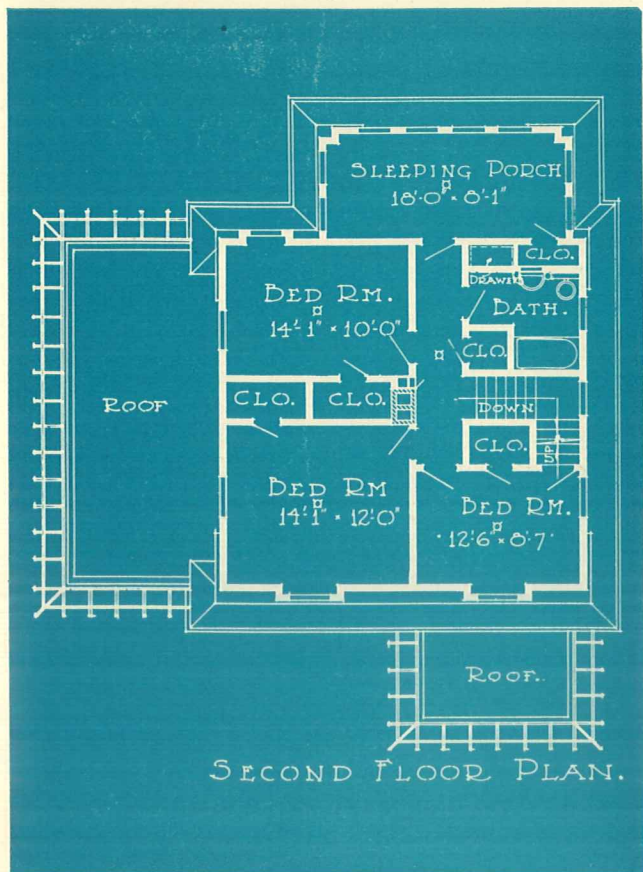 SLEEPING PORCH
18'-0" × 8'-1"
CLO.
DRAWERS
BED RM.
14'-1" × 10'-0"
BATH.
CLO.
CLO.
CLO.
ROOF
DOWN
CLO.
UP
BED RM
14'-1" × 12'-0"
BED RM.
12'-6" × 8'-7"
ROOF.
SECOND FLOOR PLAN.